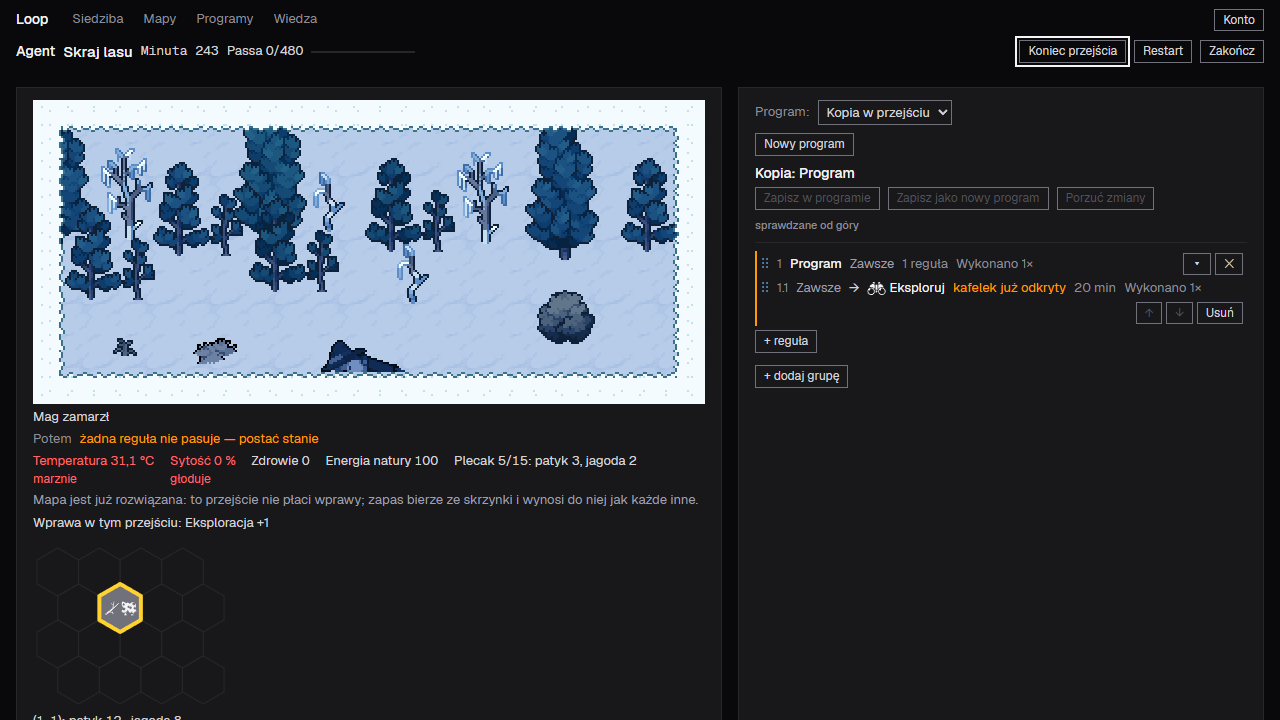 Loop Siedziba Mapy Programy Wiedza Konto
Agent Skraj lasu Minuta 243 Passa 0/480 Koniec przejścia Restart Zakończ
Program: Kopia w przejściu
Nowy program
Kopia: Program
Zapisz w programie Zapisz jako nowy program Porzuć zmiany
sprawdzane od góry
1 Program Zawsze 1 reguła Wykonano 1×
1.1 Zawsze → Eksploruj kafelek już odkryty 20 min Wykonano 1×
↑ ↓ Usuń
+ reguła
+ dodaj grupę
Mag zamarzł
Potem żadna reguła nie pasuje — postać stanie
Temperatura 31,1 °C Sytość 0 % Zdrowie 0 Energia natury 100 Plecak 5/15: patyk 3, jagoda 2
marznie głoduje
Mapa jest już rozwiązana: to przejście nie płaci wprawy; zapas bierze ze skrzynki i wynosi do niej jak każde inne.
Wprawa w tym przejściu: Eksploracja +1